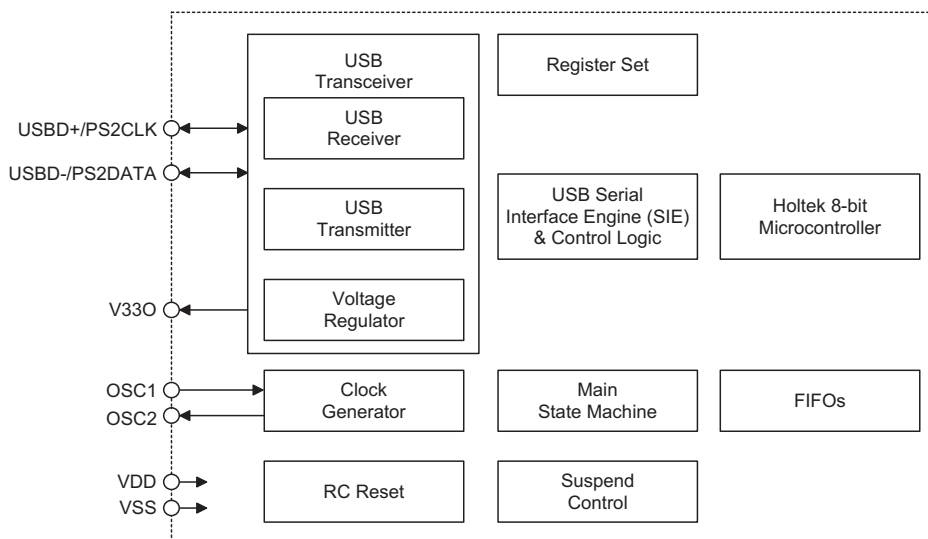 USB
Transceiver
Register Set
USB
Receiver
USBD+/PS2CLK
USBD-/PS2DATA
USB
Transmitter
USB Serial
Interface Engine (SIE)
& Control Logic
Holtek 8-bit
Microcontroller
V33O
Voltage
Regulator
OSC1
OSC2
Clock
Generator
Main
State Machine
FIFOs
VDD
VSS
RC Reset
Suspend
Control